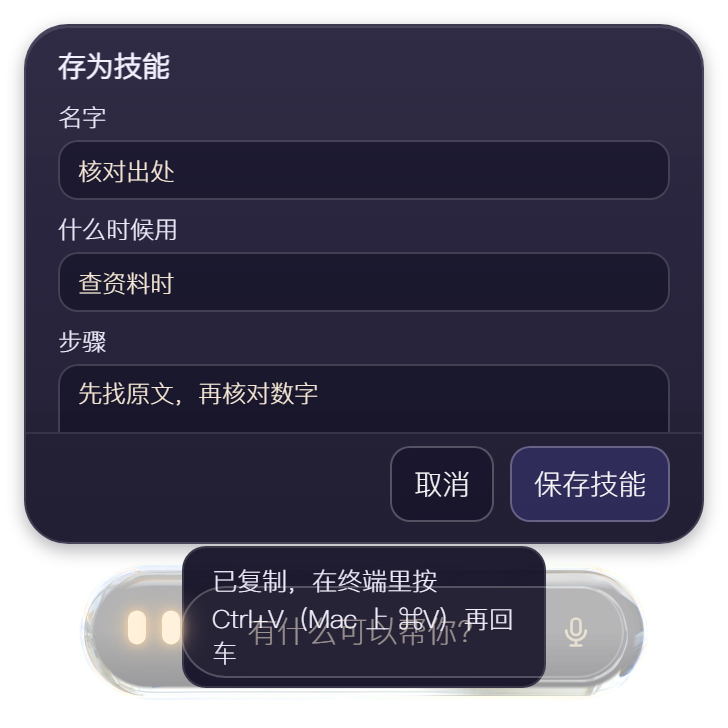 存为技能
名字
核对出处
什么时候用
查资料时
步骤
先找原文，再核对数字
取消
保存技能
已复制，在终端里按
Ctrl+V（Mac 上 ⌘V）再回
车
有什么可以帮你？